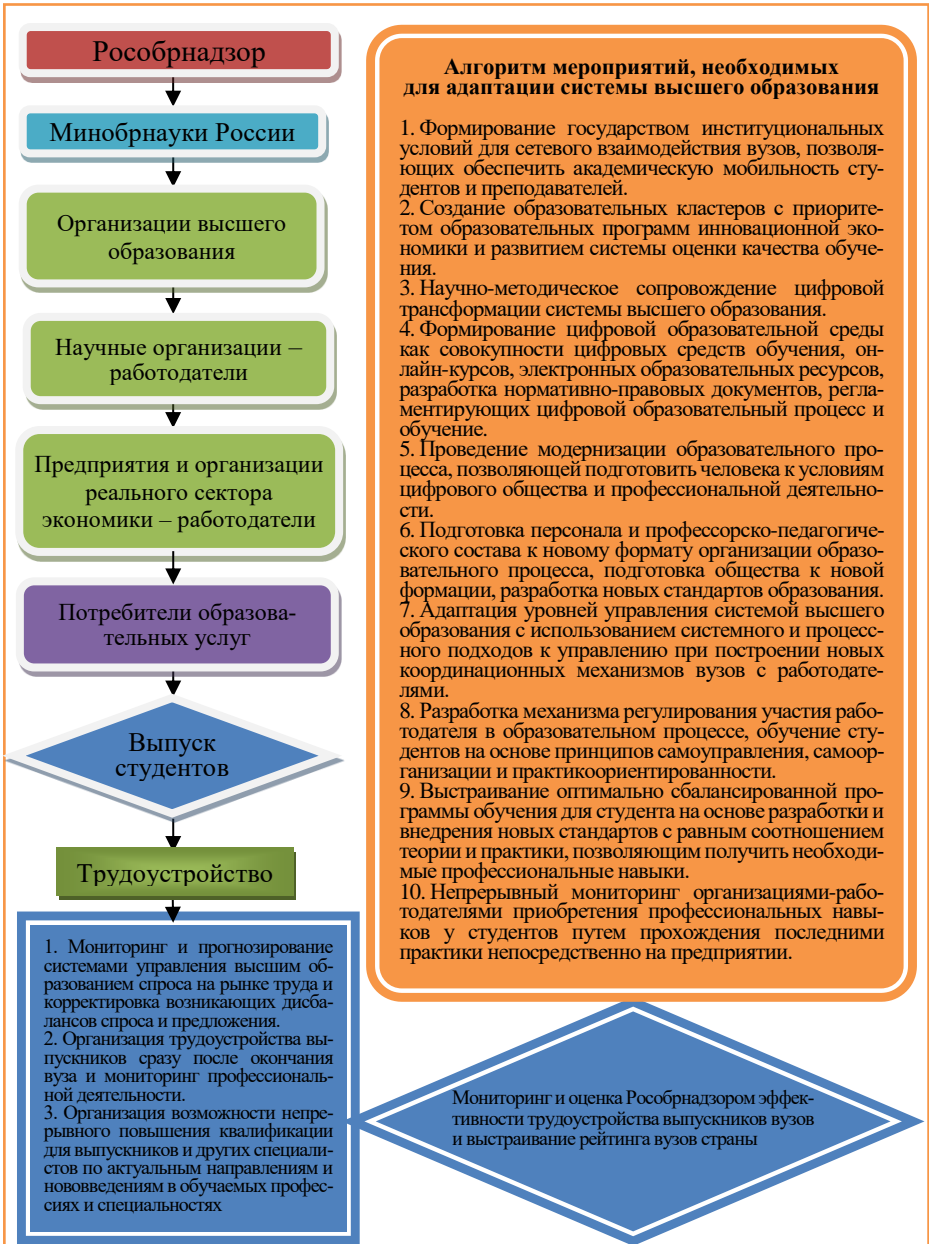 Рособрнадзор
Минобрнауки России
Организации высшего
образования
Научные организации –
работодатели
Предприятия и организации
реального сектора
экономики – работодатели
Потребители образова-
тельных услуг
Выпуск
студентов
Трудоустройство
1. Мониторинг и прогнозирование
системами управления высшим об-
разованием спроса на рынке труда и
корректировка возникающих дисба-
лансов спроса и предложения.
2. Организация трудоустройства вы-
пускников сразу после окончания
вуза и мониторинг профессиональ-
ной деятельности.
3. Организация возможности непре-
рывного повышения квалификации
для выпускников и других специали-
стов по актуальным направлениям и
нововведениям в обучаемых профес-
сиях и специальностях
Алгоритм мероприятий, необходимых
для адаптации системы высшего образования
1. Формирование государством институциональных
условий для сетевого взаимодействия вузов, позволя-
ющих обеспечить академическую мобильность сту-
дентов и преподавателей.
2. Создание образовательных кластеров с приорите-
том образовательных программ инновационной эко-
номики и развитием системы оценки качества обуче-
ния.
3. Научно-методическое сопровождение цифровой
трансформации системы высшего образования.
4. Формирование цифровой образовательной среды
как совокупности цифровых средств обучения, он-
лайн-курсов, электронных образовательных ресурсов,
разработка нормативно-правовых документов, регла-
ментирующих цифровой образовательный процесс и
обучение.
5. Проведение модернизации образовательного про-
цесса, позволяющей подготовить человека к условиям
цифрового общества и профессиональной деятельно-
сти.
6. Подготовка персонала и профессорско-педагогиче-
ского состава к новому формату организации образо-
вательного процесса, подготовка общества к новой
формации, разработка новых стандартов образования.
7. Адаптация уровней управления системой высшего
образования с использованием системного и процесс-
ного подходов к управлению при построении новых
координационных механизмов вузов с работодате-
лями.
8. Разработка механизма регулирования участия рабо-
тодателя в образовательном процессе, обучение сту-
дентов на основе принципов самоуправления, самоор-
ганизации и практикоориентированности.
9. Выстраивание оптимально сбалансированной про-
граммы обучения для студента на основе разработки и
внедрения новых стандартов с равным соотношением
теории и практики, позволяющим получить необходи-
мые профессиональные навыки.
10. Непрерывный мониторинг организациями-рабо-
тодателями приобретения профессиональных навы-
ков у студентов путем прохождения последними
практики непосредственно на предприятии.
Мониторинг и оценка Рособрнадзором эффек-
тивности трудоустройства выпускников вузов
и выстраивание рейтинга вузов страны